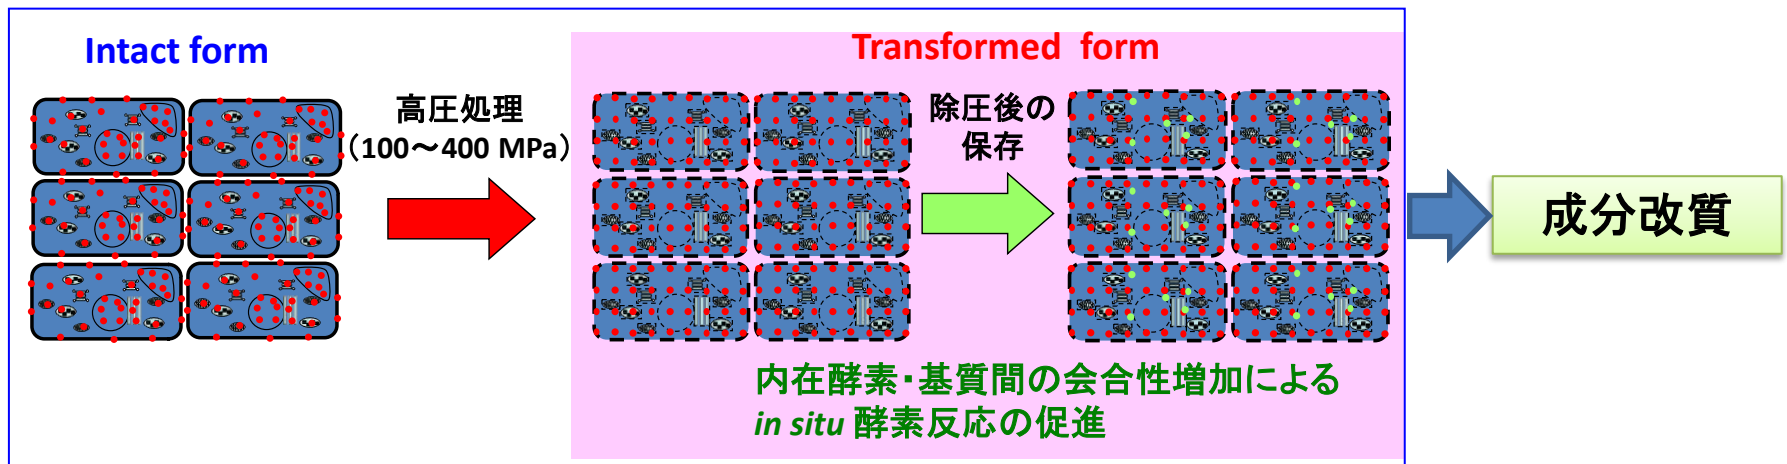 Intact form
高圧処理
（100～400 MPa）
Transformed form
除圧後の
保存
内在酵素・基質間の会合性増加による
in situ 酵素反応の促進
成分改質